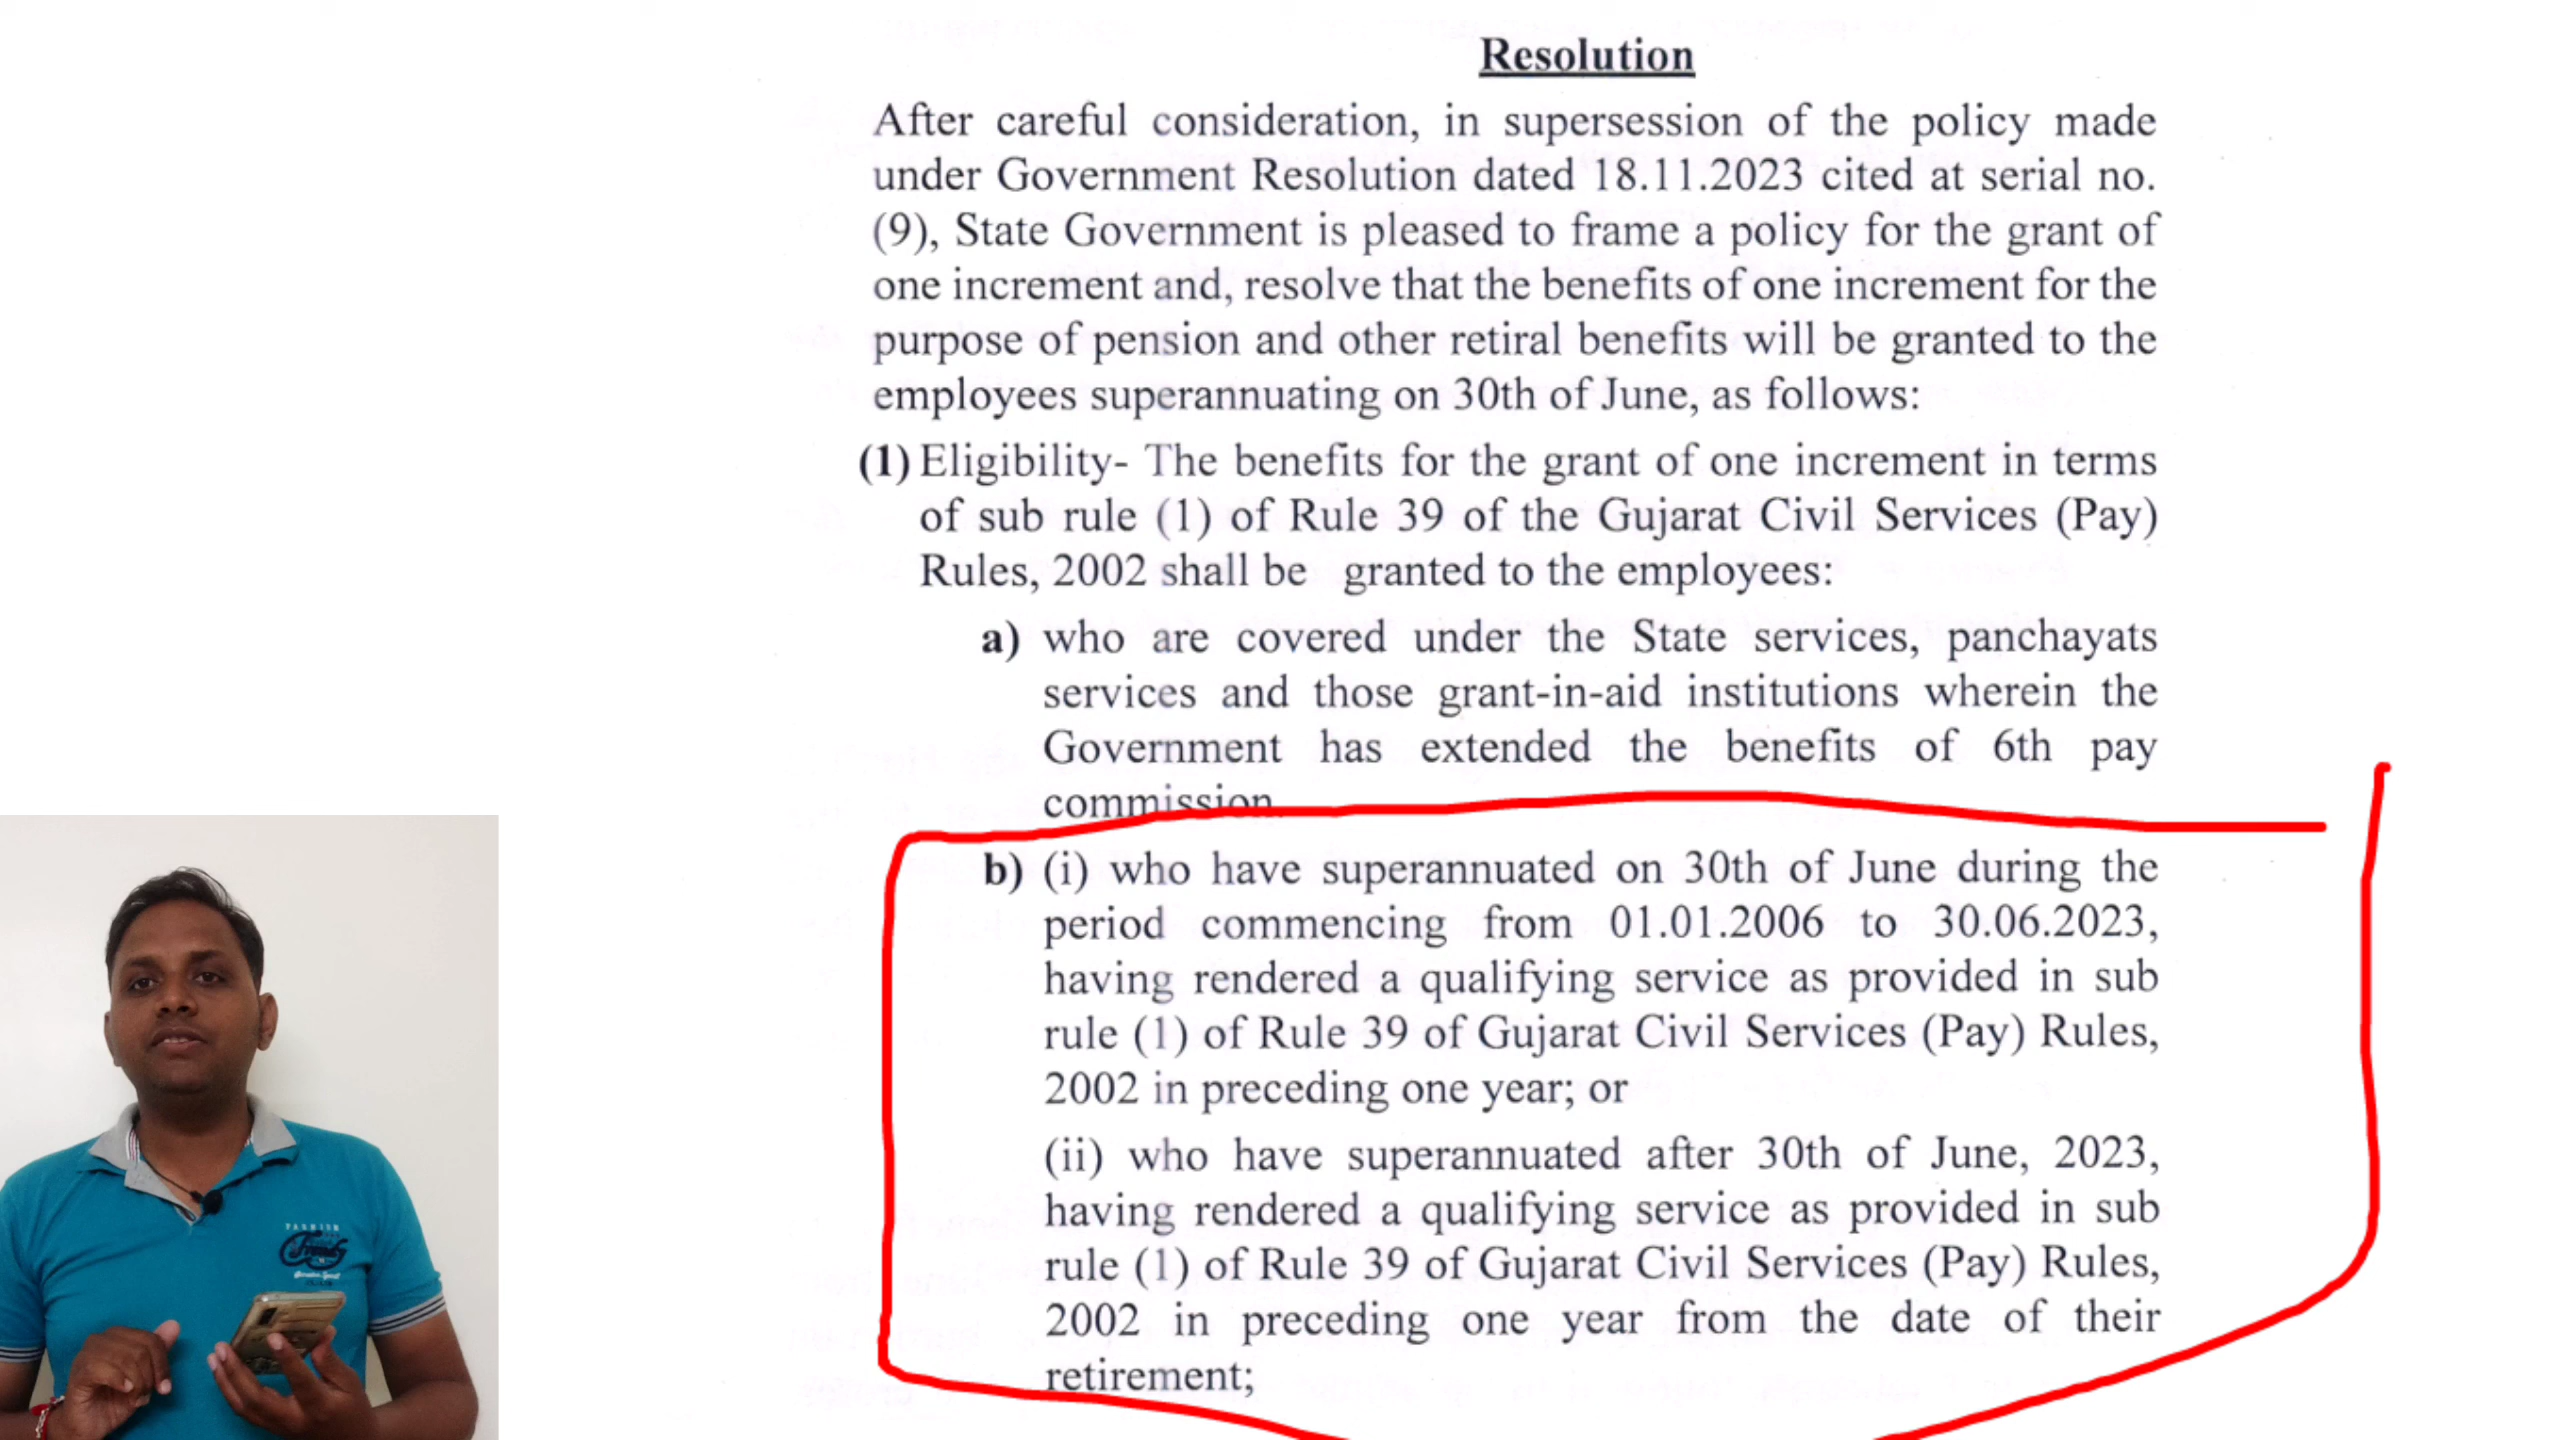 Resolution
After careful consideration, in supersession of the policy made
under Government Resolution dated 18.11.2023 cited at serial no.
(9), State Government is pleased to frame a policy for the grant of
one increment and, resolve that the benefits of one increment for the
purpose of pension and other retiral benefits will be granted to the
employees superannuating on 30th of June, as follows:
(1) Eligibility- The benefits for the grant of one increment in terms
of sub rule (1) of Rule 39 of the Gujarat Civil Services (Pay)
Rules, 2002 shall be granted to the employees:
a) who are covered under the State services, panchayats
services and those grant-in-aid institutions wherein the
Government has extended the benefits of 6th pay
commission.
b) (i) who have superannuated on 30th of June during the
period commencing from 01.01.2006 to 30.06.2023,
having rendered a qualifying service as provided in sub
rule (1) of Rule 39 of Gujarat Civil Services (Pay) Rules,
2002 in preceding one year; or
(ii) who have superannuated after 30th of June, 2023,
having rendered a qualifying service as provided in sub
rule (1) of Rule 39 of Gujarat Civil Services (Pay) Rules,
2002 in preceding one year from the date of their
retirement;
FASHION
Trendy